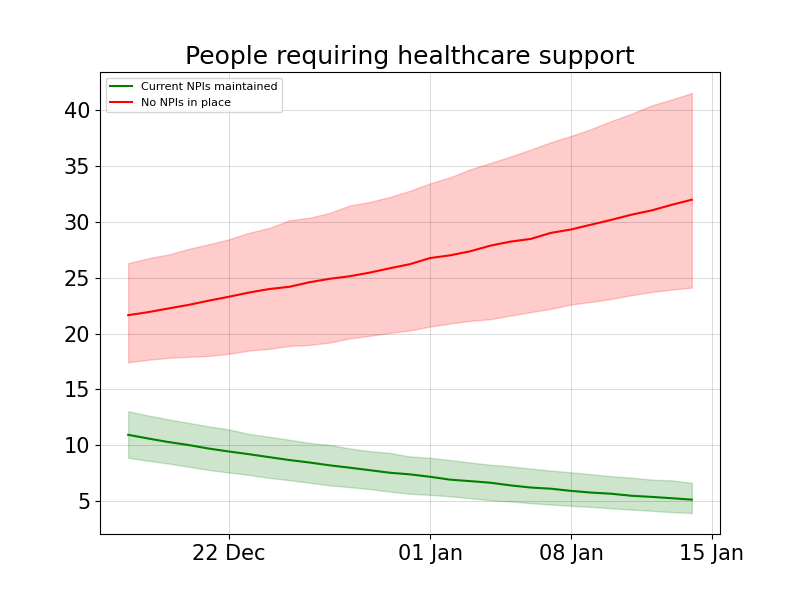 People requiring healthcare support
Current NPIs maintained
No NPIs in place
40
35
30
25
20
15
10
5
22 Dec
01 Jan
08 Jan
15 Jan